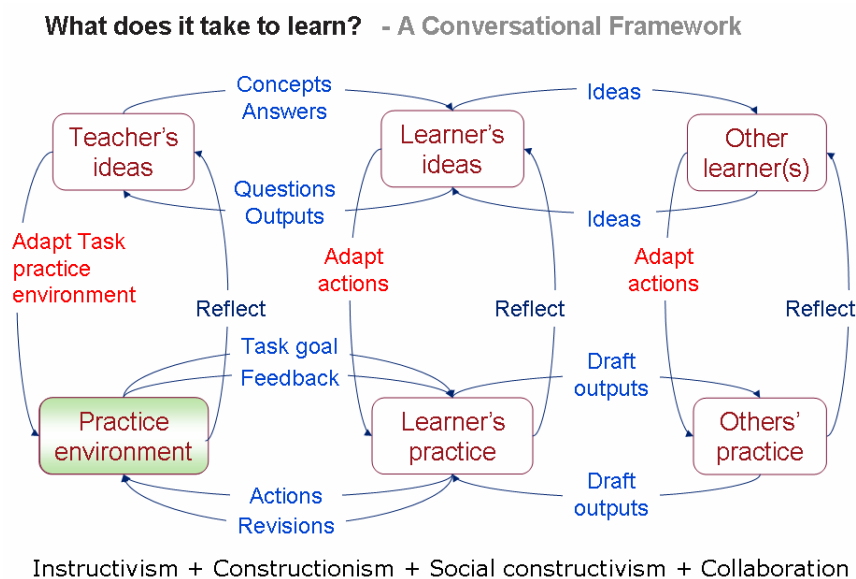 What does it take to learn? - A Conversational Framework
Concepts
Answers
Ideas
Teacher's
ideas
Learner's
ideas
Other
learner(s)
Questions
Outputs
Ideas
Adapt Task
practice
environment
Adapt
actions
Adapt
actions
Reflect
Reflect
Reflect
Task goal
Feedback
Draft
outputs
Practice
environment
Learner's
practice
Others'
practice
Actions
Revisions
Draft
outputs
Instructivism + Constructionism + Social constructivism + Collaboration